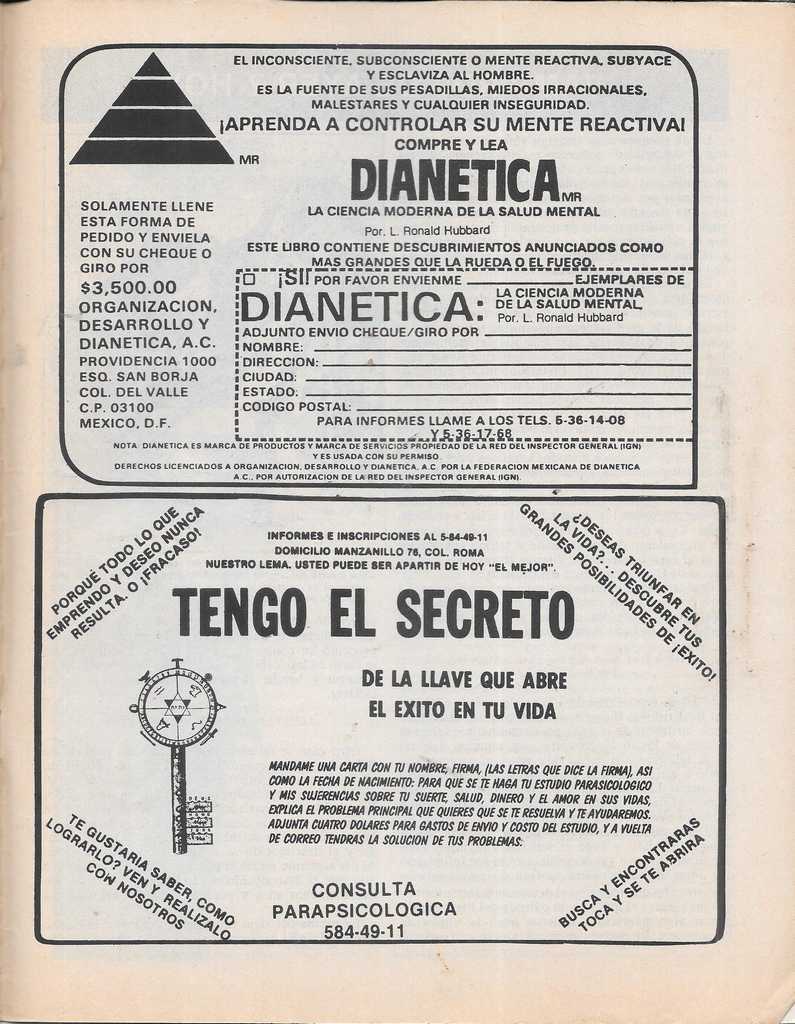 EL INCONSCIENTE, SUBCONSCIENTE O MENTE REACTIVA, SUBYACE
Y ESCLAVIZA AL HOMBRE.
ES LA FUENTE DE SUS PESADILLAS, MIEDOS IRRACIONALES,
MALESTARES Y CUALQUIER INSEGURIDAD.
¡APRENDA A CONTROLAR SU MENTE REACTIVA!
COMPRE Y LEA
MR
DIANETICA MR
LA CIENCIA MODERNA DE LA SALUD MENTAL
Por. L. Ronald Hubbard
ESTE LIBRO CONTIENE DESCUBRIMIENTOS ANUNCIADOS COMO
MAS GRANDES QUE LA RUEDA O EL FUEGO.
SOLAMENTE LLENE
ESTA FORMA DE
PEDIDO Y ENVIELA
CON SU CHEQUE O
GIRO POR
$3,500.00
ORGANIZACION,
DESARROLLO Y
DIANETICA, A.C.
PROVIDENCIA 1000
ESQ. SAN BORJA
COL. DEL VALLE
C.P. 03100
MEXICO, D.F.
¡SI! POR FAVOR ENVIENME EJEMPLARES DE
DIANETICA: LA CIENCIA MODERNA
DE LA SALUD MENTAL,
Por. L. Ronald Hubbard
ADJUNTO ENVIO CHEQUE/GIRO POR
NOMBRE:
DIRECCION:
CIUDAD:
ESTADO:
CODIGO POSTAL:
PARA INFORMES LLAME A LOS TELS. 5-36-14-08
Y 5-36-17-68
NOTA: DIANETICA ES MARCA DE PRODUCTOS Y MARCA DE SERVICIOS PROPIEDAD DE LA RED DEL INSPECTOR GENERAL (IGN)
Y ES USADA CON SU PERMISO.
DERECHOS LICENCIADOS A ORGANIZACION, DESARROLLO Y DIANETICA, A.C. POR LA FEDERACION MEXICANA DE DIANETICA
A.C., POR AUTORIZACION DE LA RED DEL INSPECTOR GENERAL (IGN).
PORQUE TODO LO QUE
EMPRENDO Y DESEO NUNCA
RESULTA. O ¡FRACASO!
INFORMES E INSCRIPCIONES AL 5-84-49-11
DOMICILIO MANZANILLO 76, COL. ROMA
NUESTRO LEMA. USTED PUEDE SER APARTIR DE HOY "EL MEJOR".
¿DESEAS TRIUNFAR EN
LA VIDA?... DESCUBRE TUS
GRANDES POSIBILIDADES DE ¡EXITO!
TENGO EL SECRETO
DE LA LLAVE QUE ABRE
EL EXITO EN TU VIDA
MANDAME UNA CARTA CON TU NOMBRE, FIRMA, (LAS LETRAS QUE DICE LA FIRMA), ASI
COMO LA FECHA DE NACIMIENTO: PARA QUE SE TE HAGA TU ESTUDIO PARASICOLOGICO
Y MIS SUJERENCIAS SOBRE TU SUERTE, SALUD, DINERO Y EL AMOR EN SUS VIDAS,
EXPLICA EL PROBLEMA PRINCIPAL QUE QUIERES QUE SE TE RESUELVA Y TE AYUDAREMOS.
ADJUNTA CUATRO DOLARES PARA GASTOS DE ENVIO Y COSTO DEL ESTUDIO, Y A VUELTA
DE CORREO TENDRAS LA SOLUCION DE TUS PROBLEMAS.
TE GUSTARIA SABER, COMO
LOGRARLO? VEN Y REALIZALO
CON NOSOTROS
CONSULTA
PARAPSICOLOGICA
584-49-11
BUSCA Y ENCONTRARAS
TOCA Y SE TE ABRIRA